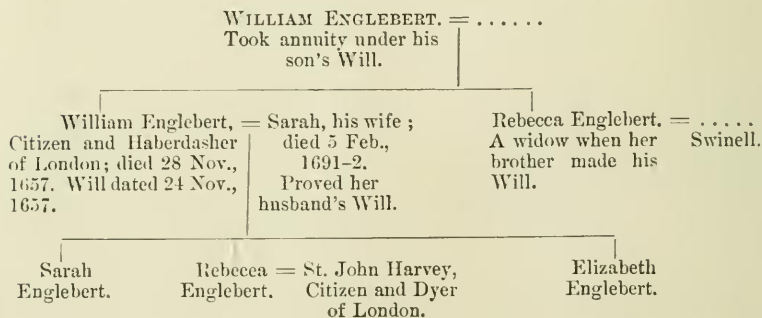 WILLIAM ENGLEBERT. = ......
Took annuity under his
son's Will.
William Englebert, = Sarah, his wife ;
Citizen and Haberdasher
of London; died 28 Nov.,
1657. Will dated 24 Nov.,
1657.
died 5 Feb.,
1691-2.
Proved her
husband's Will.
Rebecca Englebert. = .....
A widow when her
brother made his
Will.
Swinell.
Sarah
Englebert.
Rebecca = St. John Harvey,
Englebert. Citizen and Dyer
of London.
Elizabeth
Englebert.